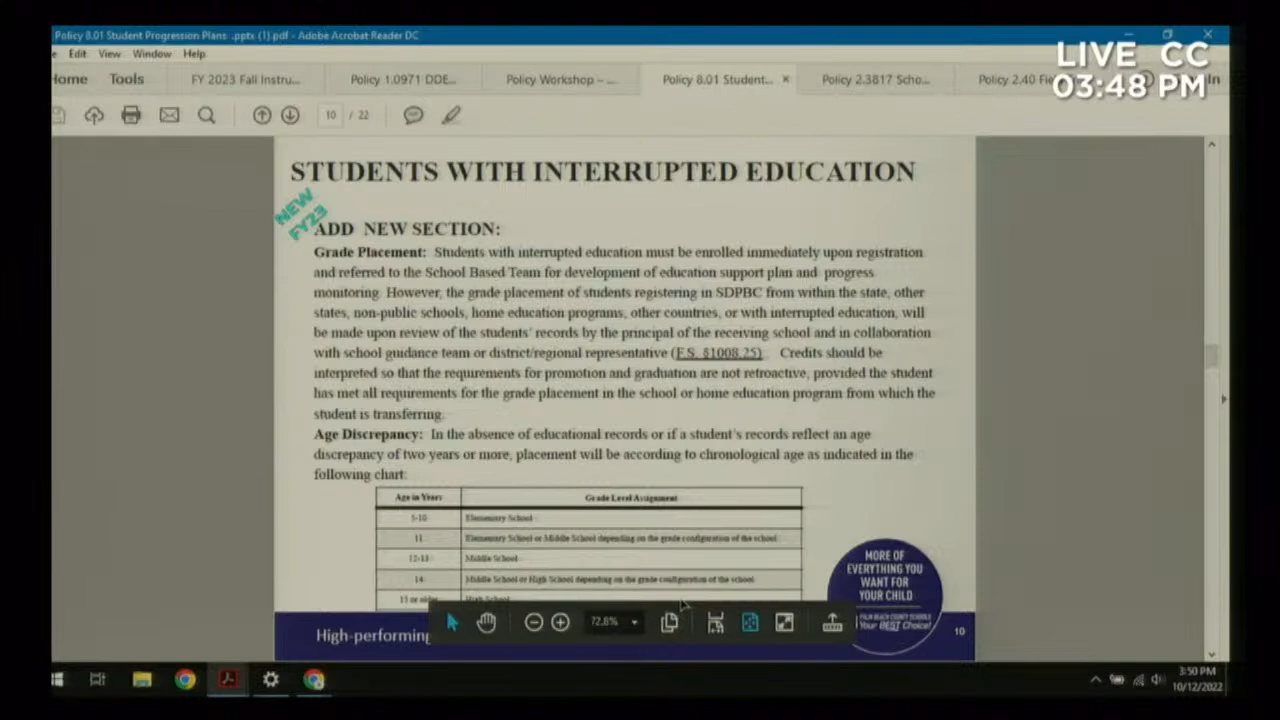 Policy 8.01 Student Progression Plans .pptx (1).pdf - Adobe Acrobat Reader DC
Edit View Window Help
LIVE CC
03:48 PM
Home Tools FY 2023 Fall Instru... Policy 1.0971 DDE... Policy Workshop – ... Policy 8.01 Student... × Policy 2.3817 Scho... Policy 2.40 Fie In
10 / 22
STUDENTS WITH INTERRUPTED EDUCATION
NEW FY23
ADD NEW SECTION:
Grade Placement: Students with interrupted education must be enrolled immediately upon registration
and referred to the School Based Team for development of education support plan and progress
monitoring. However, the grade placement of students registering in SDPBC from within the state, other
states, non-public schools, home education programs, other countries, or with interrupted education, will
be made upon review of the students' records by the principal of the receiving school and in collaboration
with school guidance team or district/regional representative (F.S. §1008.25). Credits should be
interpreted so that the requirements for promotion and graduation are not retroactive, provided the student
has met all requirements for the grade placement in the school or home education program from which the
student is transferring.
Age Discrepancy: In the absence of educational records or if a student's records reflect an age
discrepancy of two years or more, placement will be according to chronological age as indicated in the
following chart:
Age in Years Grade Level Assignment
5-10 Elementary School
11 Elementary School or Middle School depending on the grade configuration of the school
12-13 Middle School
14 Middle School or High School depending on the grade configuration of the school
15 or older High School
MORE OF
EVERYTHING YOU
WANT FOR
YOUR CHILD
PALM BEACH COUNTY SCHOOLS
Your BEST Choice!
72.8%
High-performing
10
3:50 PM
10/12/2022